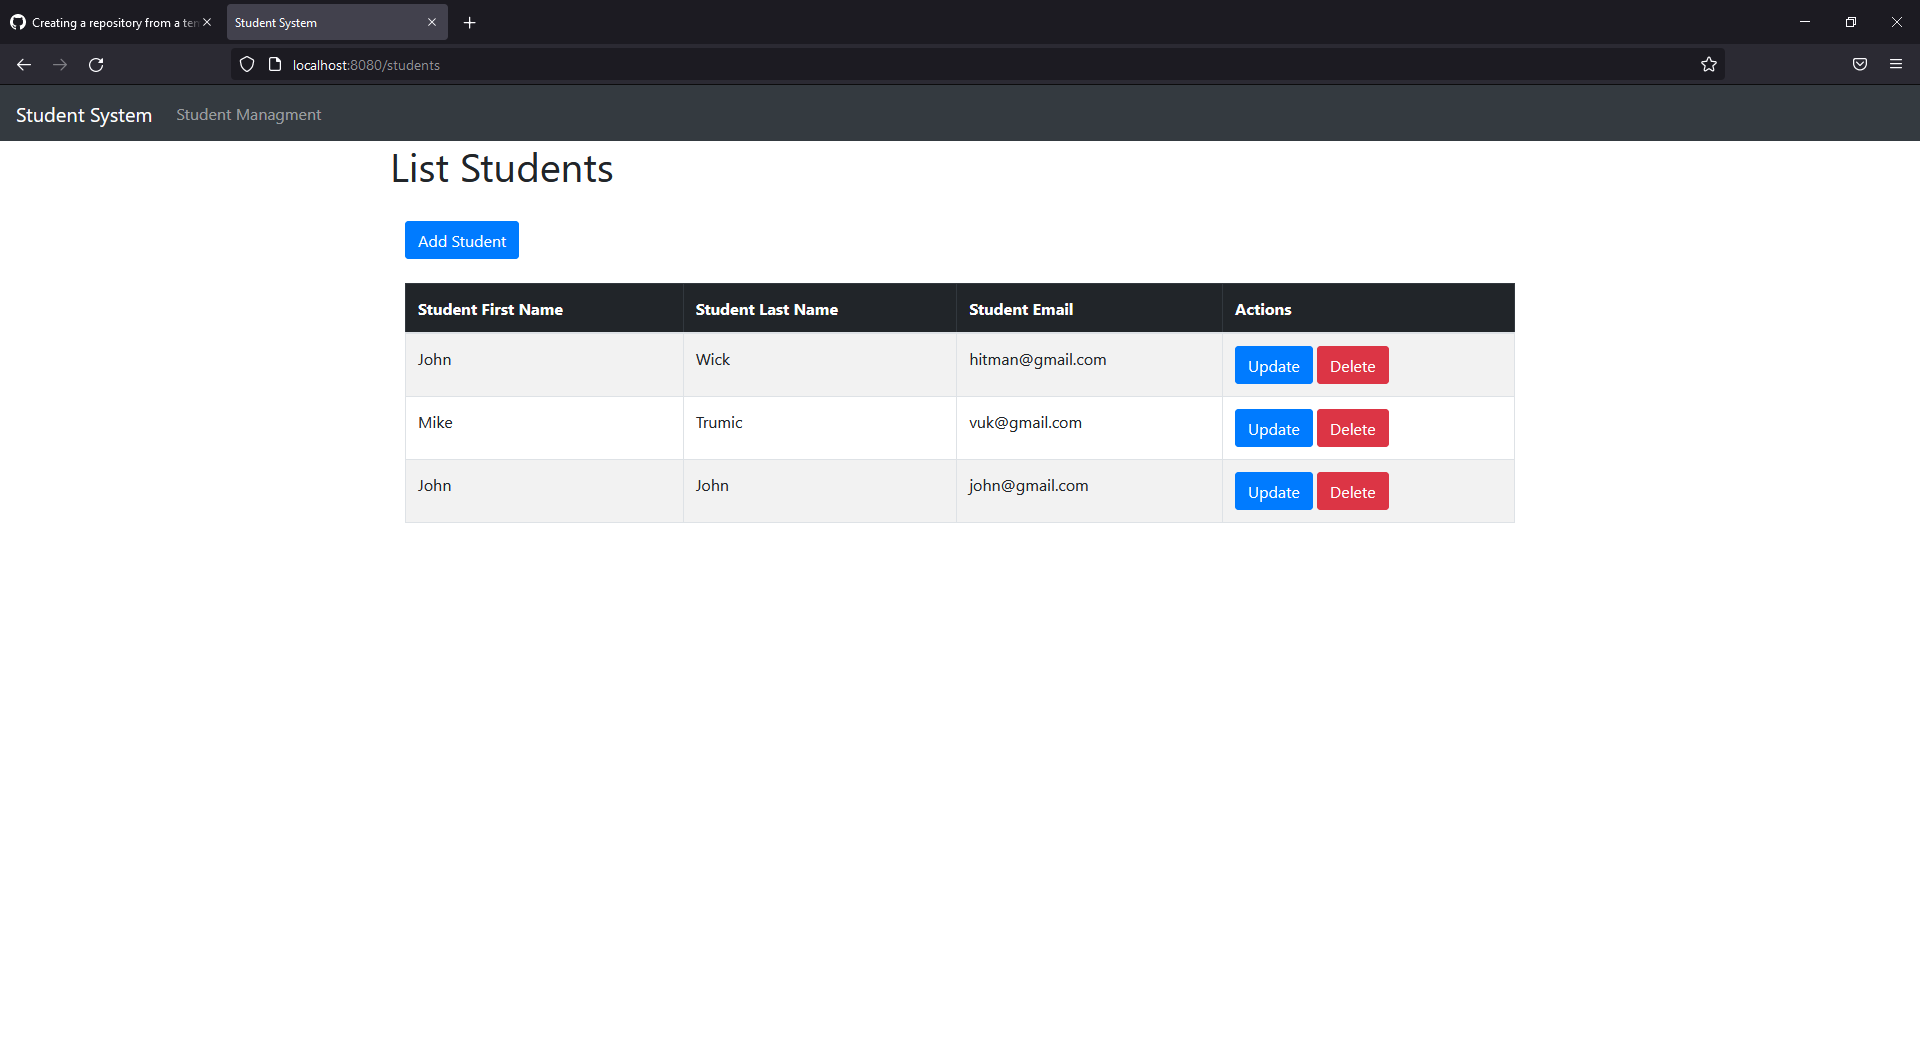 Creating a repository from a ten
Student System
localhost:8080/students
Student System Student Managment
List Students
Add Student
Student First Name Student Last Name Student Email Actions
John Wick hitman@gmail.com Update Delete
Mike Trumic vuk@gmail.com Update Delete
John John john@gmail.com Update Delete